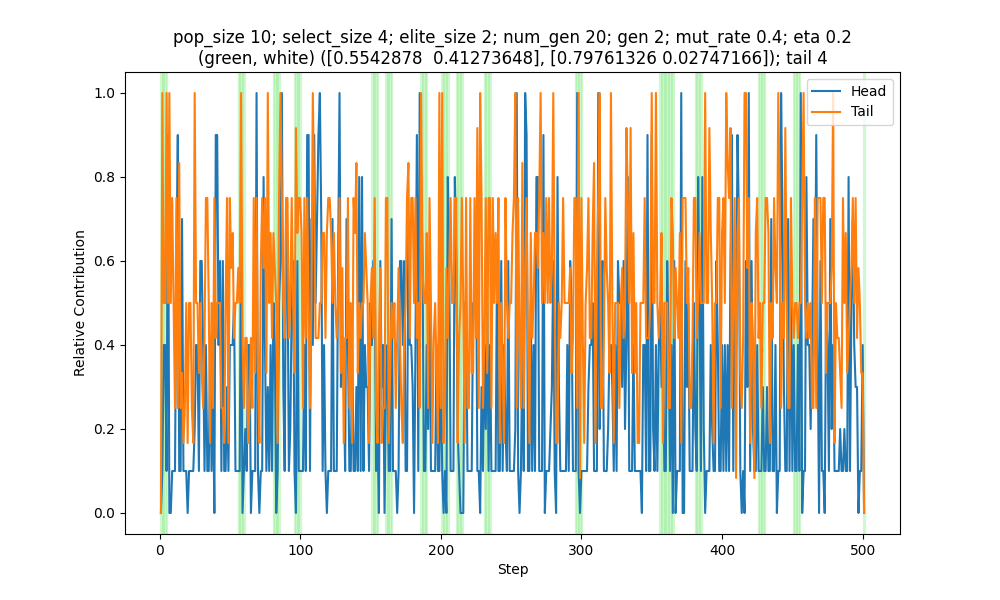 pop_size 10; select_size 4; elite_size 2; num_gen 20; gen 2; mut_rate 0.4; eta 0.2
(green, white) ([0.5542878  0.41273648], [0.79761326 0.02747166]); tail 4
Head
Tail
Relative Contribution
1.0
0.8
0.6
0.4
0.2
0.0
0
100
200
300
400
500
Step